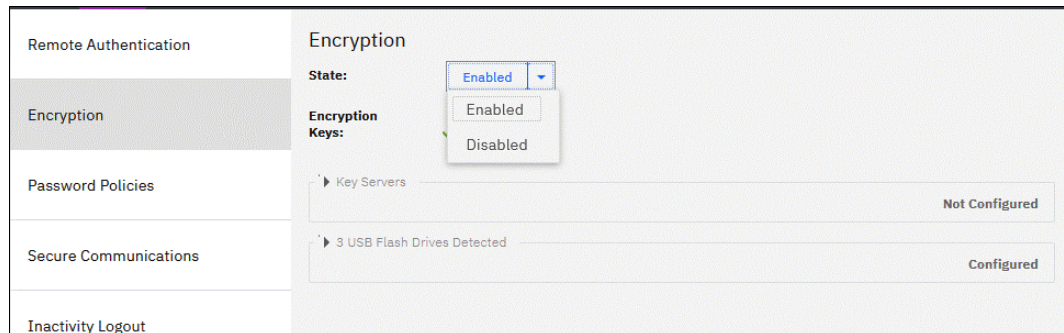 Remote Authentication
Encryption
Password Policies
Secure Communications
Inactivity Logout
Encryption
State:
Enabled
Enabled
Disabled
Encryption
Keys:
Key Servers
Not Configured
3 USB Flash Drives Detected
Configured